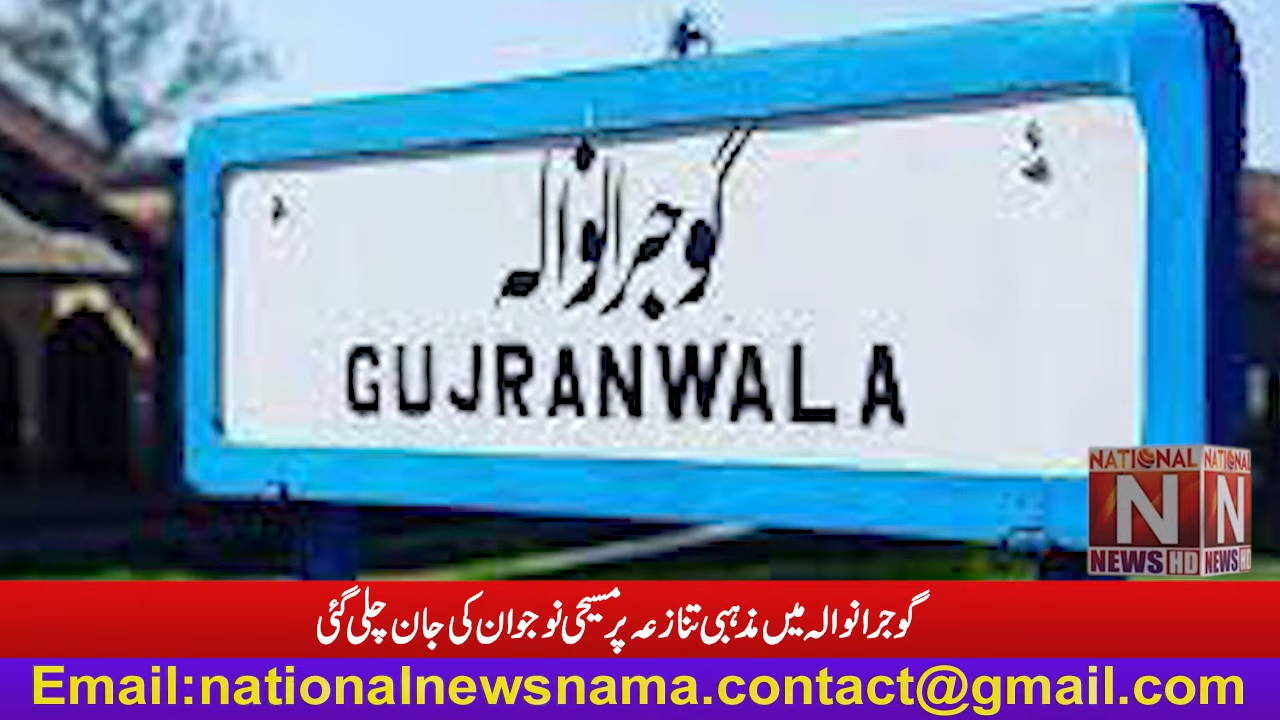 گوجرانوالہ
GUJRANWALA
NATIONAL
N
NEWS HD
NATIONAL
N
NEWS HD
گوجرانوالہ میں مذہبی تنازعہ پر مسیحی نوجوان کی جان چلی گئی
Email:nationalnewsnama.contact@gmail.com